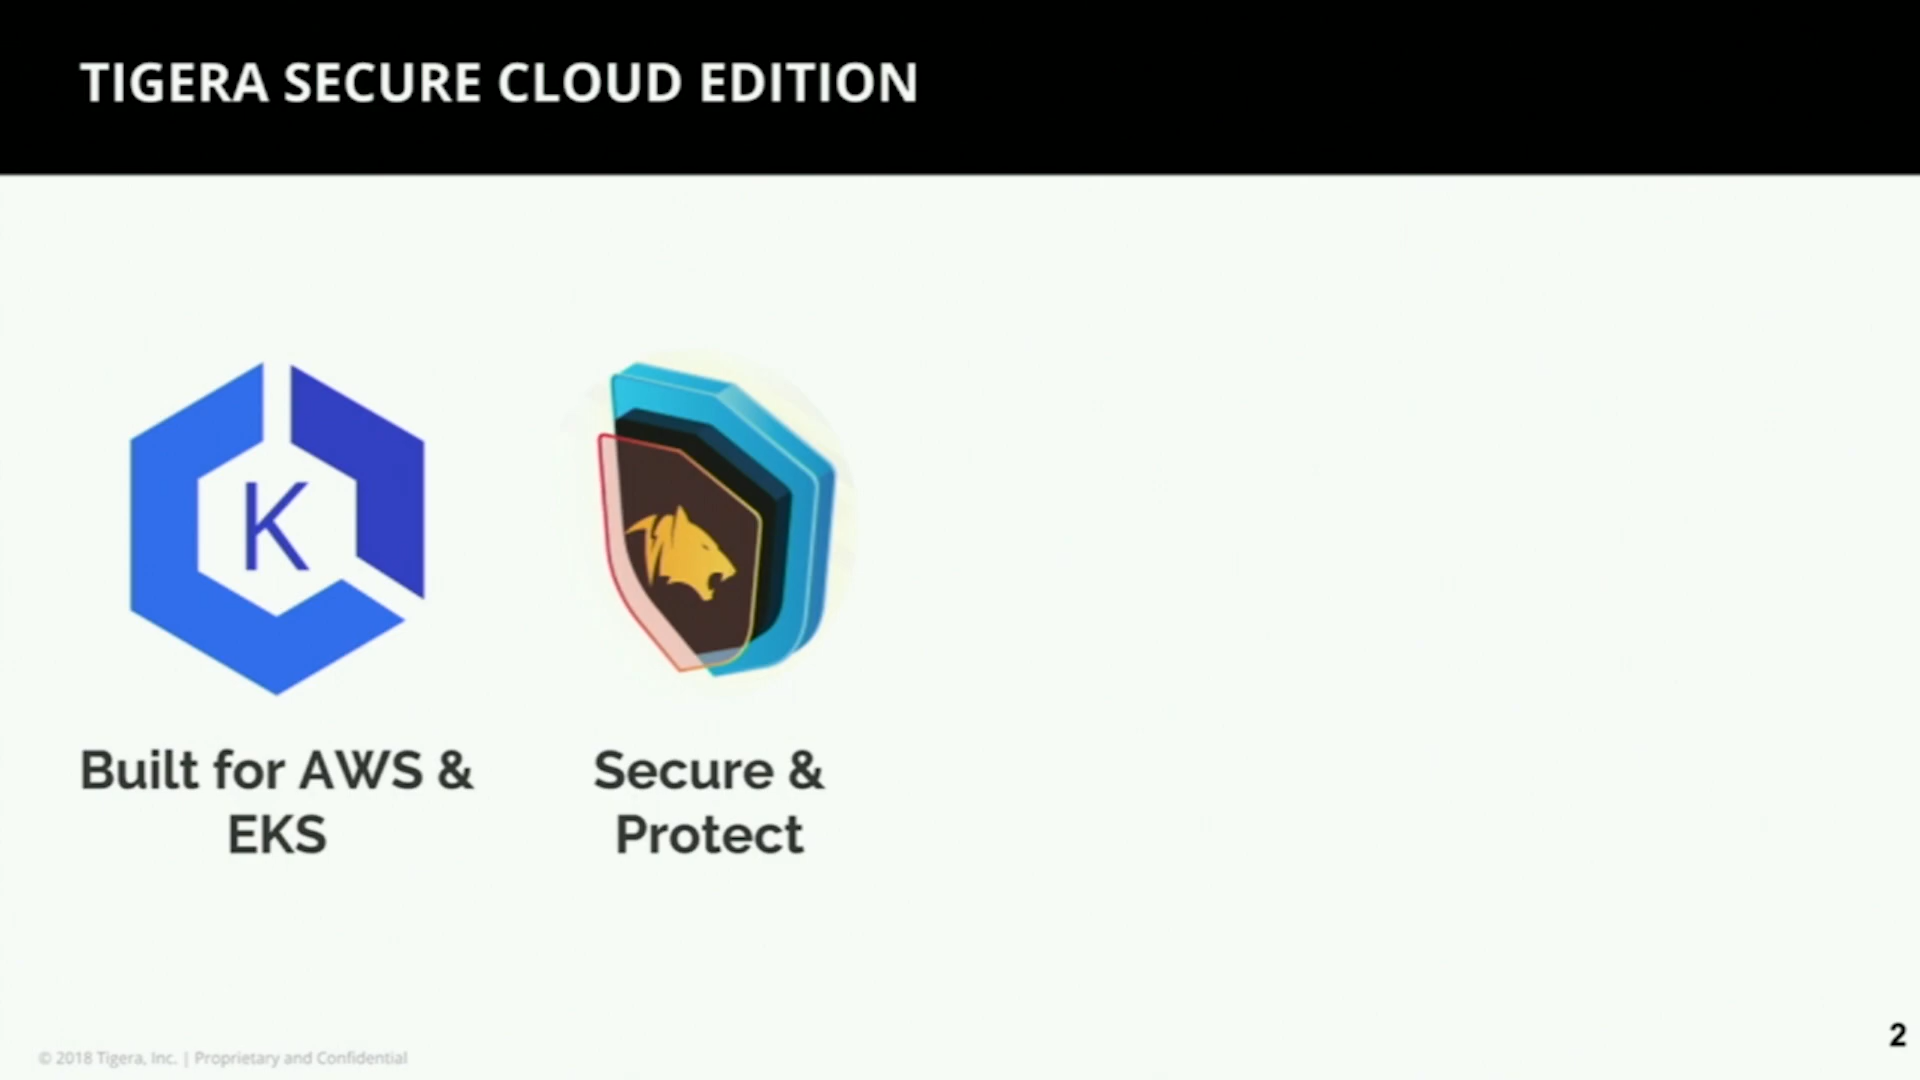 TIGERA SECURE CLOUD EDITION
K
Built for AWS &
EKS
Secure &
Protect
© 2018 Tigera, Inc. | Proprietary and Confidential
2